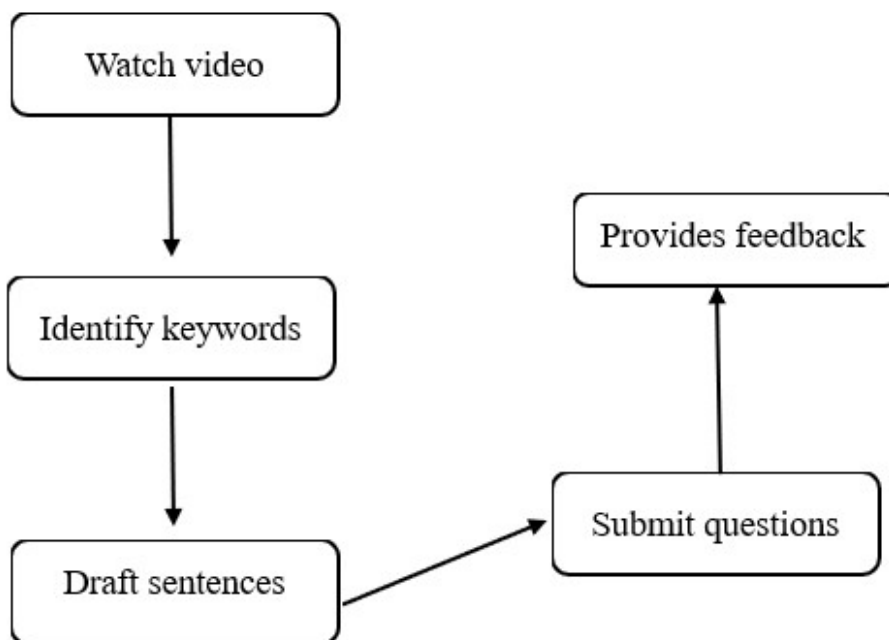 Watch video
Identify keywords
Draft sentences
Submit questions
Provides feedback